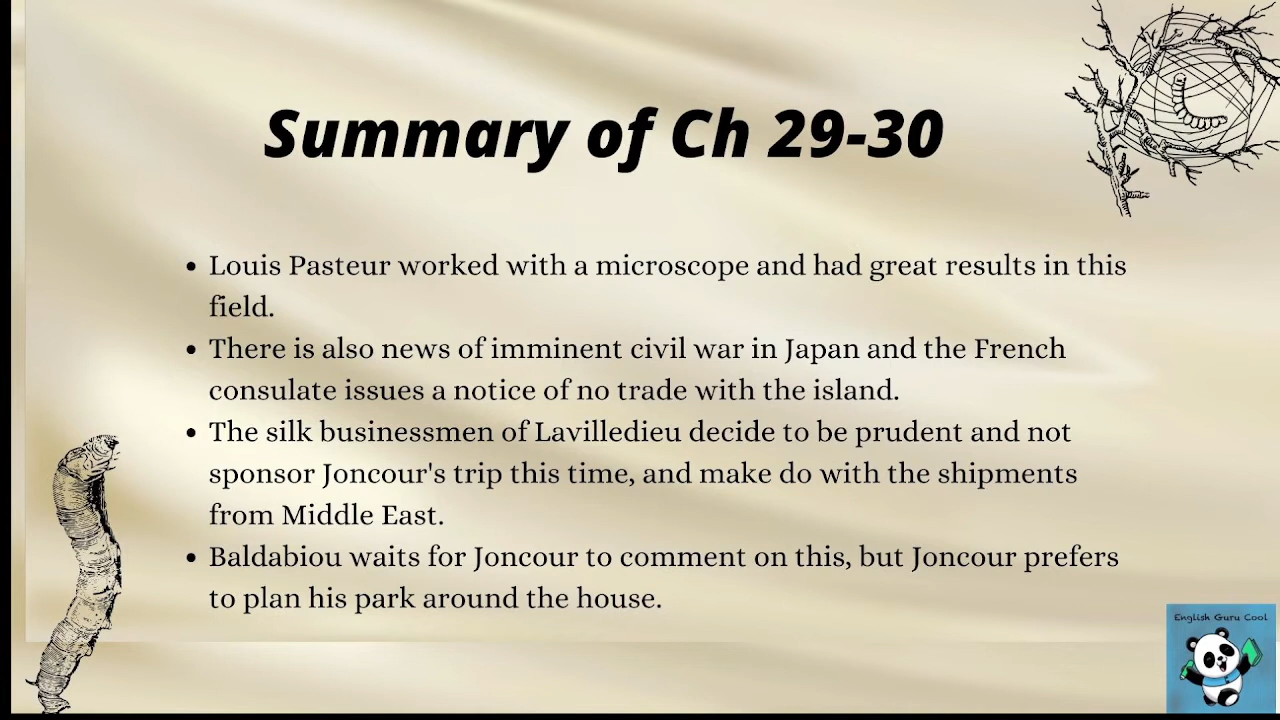 Summary of Ch 29-30
• Louis Pasteur worked with a microscope and had great results in this
field.
• There is also news of imminent civil war in Japan and the French
consulate issues a notice of no trade with the island.
• The silk businessmen of Lavilledieu decide to be prudent and not
sponsor Joncour's trip this time, and make do with the shipments
from Middle East.
• Baldabiou waits for Joncour to comment on this, but Joncour prefers
to plan his park around the house.
English Guru Cool